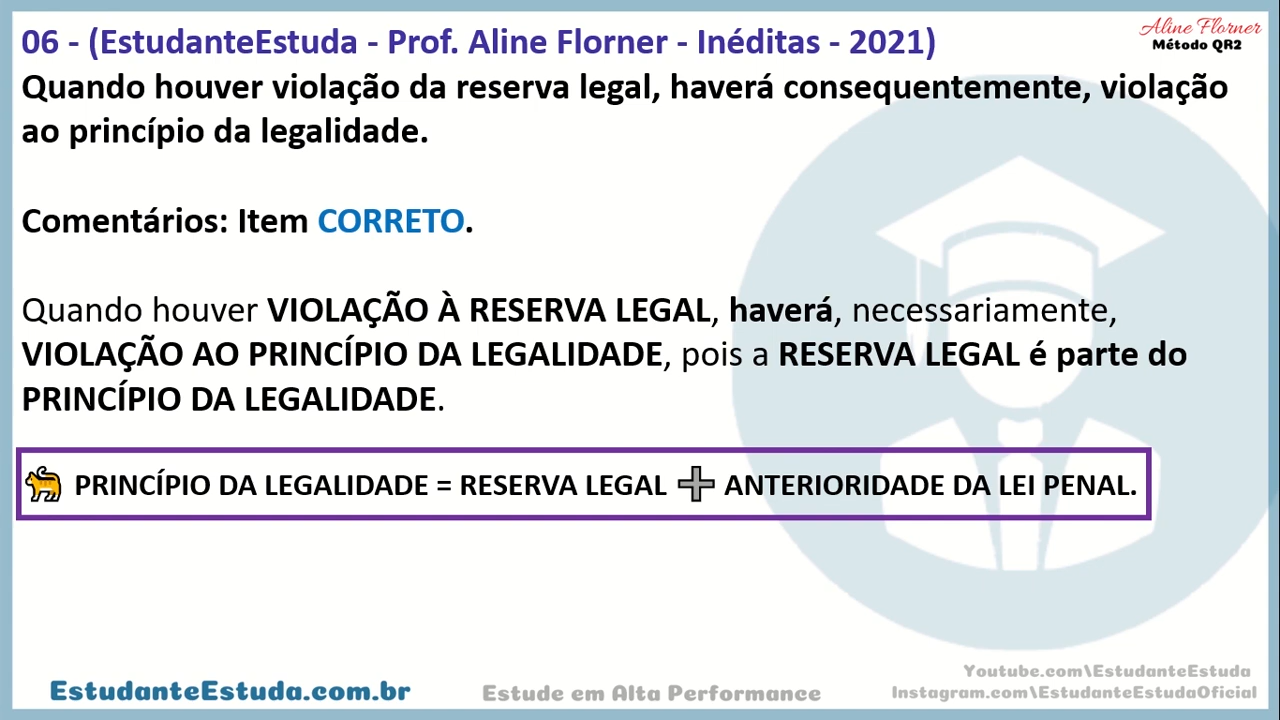 Aline Florner
Método QR2
06 - (EstudanteEstuda - Prof. Aline Florner - Inéditas - 2021)
Quando houver violação da reserva legal, haverá consequentemente, violação
ao princípio da legalidade.
Comentários: Item CORRETO.
Quando houver VIOLAÇÃO À RESERVA LEGAL, haverá, necessariamente,
VIOLAÇÃO AO PRINCÍPIO DA LEGALIDADE, pois a RESERVA LEGAL é parte do
PRINCÍPIO DA LEGALIDADE.
PRINCÍPIO DA LEGALIDADE = RESERVA LEGAL ➕ ANTERIORIDADE DA LEI PENAL.
EstudanteEstuda.com.br
Estude em Alta Performance
Youtube.com\EstudanteEstuda
Instagram.com\EstudanteEstudaOficial